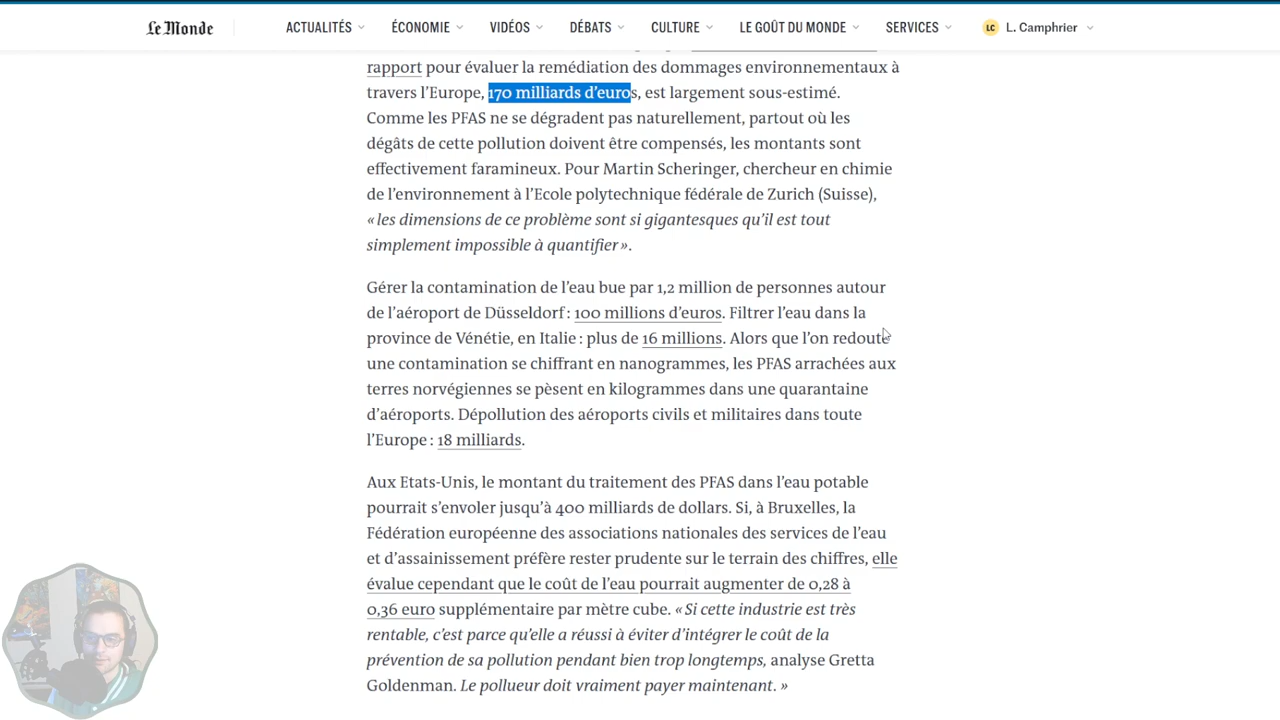 Le Monde
ACTUALITÉS
ÉCONOMIE
VIDÉOS
DÉBATS
CULTURE
LE GOÛT DU MONDE
SERVICES
LC
L. Camphrier
rapport pour évaluer la remédiation des dommages environnementaux à
travers l’Europe, 170 milliards d’euros, est largement sous-estimé.
Comme les PFAS ne se dégradent pas naturellement, partout où les
dégâts de cette pollution doivent être compensés, les montants sont
effectivement faramineux. Pour Martin Scheringer, chercheur en chimie
de l’environnement à l’Ecole polytechnique fédérale de Zurich (Suisse),
« les dimensions de ce problème sont si gigantesques qu’il est tout
simplement impossible à quantifier ».
Gérer la contamination de l’eau bue par 1,2 million de personnes autour
de l’aéroport de Düsseldorf : 100 millions d’euros. Filtrer l’eau dans la
province de Vénétie, en Italie : plus de 16 millions. Alors que l’on redoute
une contamination se chiffrant en nanogrammes, les PFAS arrachées aux
terres norvégiennes se pèsent en kilogrammes dans une quarantaine
d’aéroports. Dépollution des aéroports civils et militaires dans toute
l’Europe : 18 milliards.
Aux Etats-Unis, le montant du traitement des PFAS dans l’eau potable
pourrait s’envoler jusqu’à 400 milliards de dollars. Si, à Bruxelles, la
Fédération européenne des associations nationales des services de l’eau
et d’assainissement préfère rester prudente sur le terrain des chiffres, elle
évalue cependant que le coût de l’eau pourrait augmenter de 0,28 à
0,36 euro supplémentaire par mètre cube. « Si cette industrie est très
rentable, c’est parce qu’elle a réussi à éviter d’intégrer le coût de la
prévention de sa pollution pendant bien trop longtemps, analyse Gretta
Goldenman. Le pollueur doit vraiment payer maintenant. »